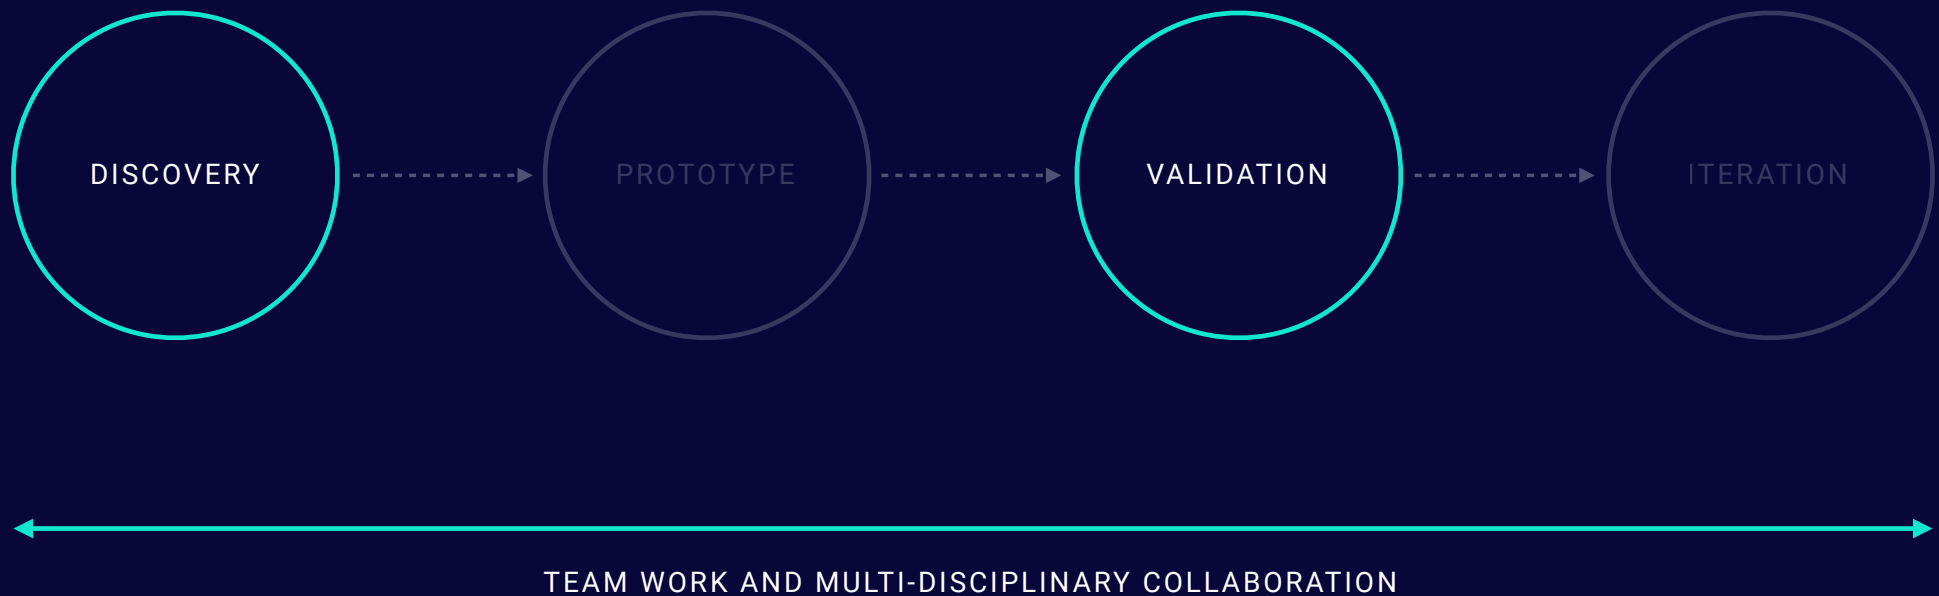 DISCOVERY
PROTOTYPE
VALIDATION
ITERATION
TEAM WORK AND MULTI-DISCIPLINARY COLLABORATION